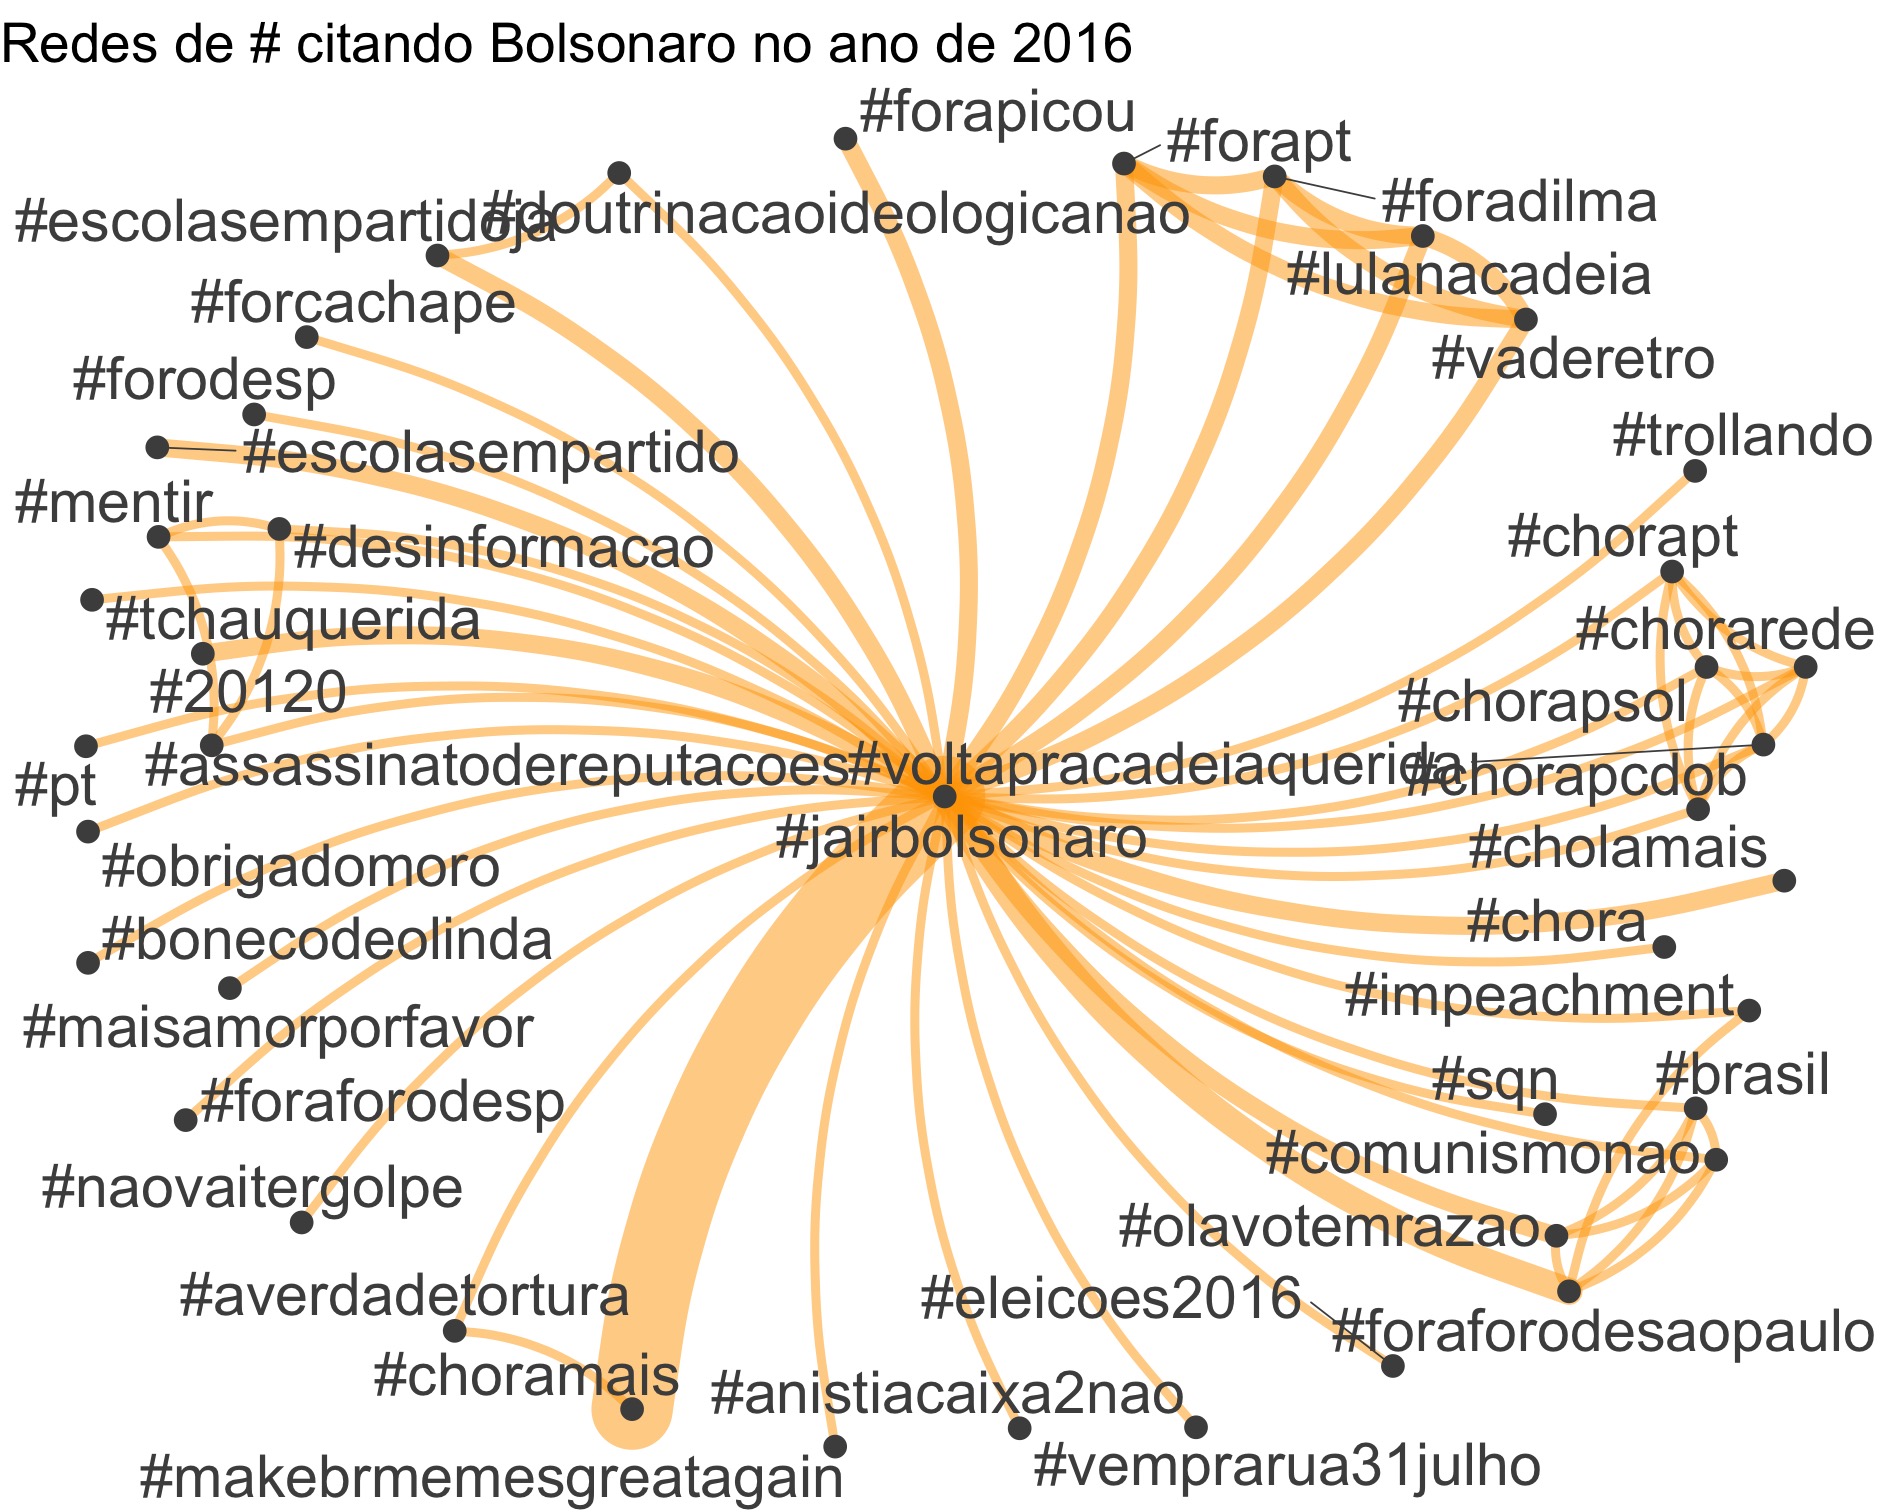 Redes de # citando Bolsonaro no ano de 2016
#forapicou
#forapt
#foradilma
#escolasempartidoja
#doutrinacaoideologicanao
#lulanacadeia
#forcachape
#vaderetro
#forodesp
#trollando
#escolasempartido
#mentir
#chorapt
#desinformacao
#tchauquerida
#chorarede
#20120
#chorapsol
#assassinatodereputacoes
#voltapracadeiaquerida
#chorapcdob
#pt
#jairbolsonaro
#cholamais
#obrigadomoro
#chora
#bonecodeolinda
#impeachment
#maisamorporfavor
#sqn
#brasil
#foraforodesp
#comunismonao
#naovaitergolpe
#olavotemrazao
#averdadetortura
#eleicoes2016
#foraforodesaopaulo
#choramais
#anistiacaixa2nao
#makebrmemesgreatagain
#vemprarua31julho